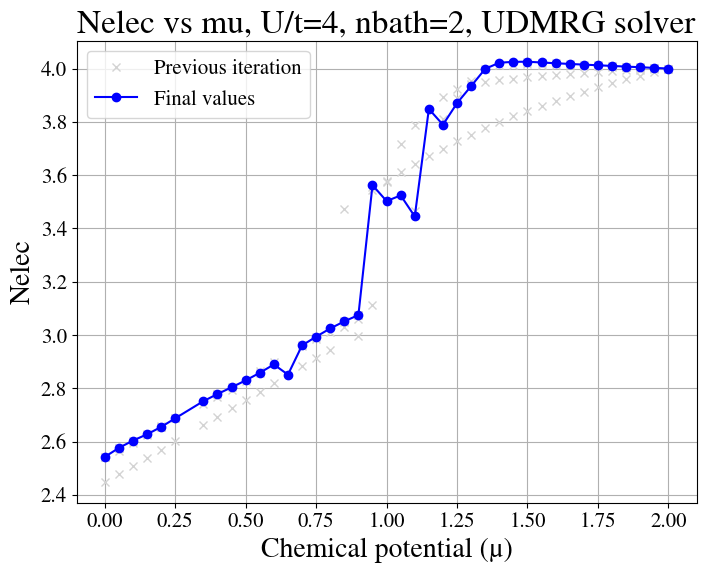 Nelec vs mu, U/t=4, nbath=2, UDMRG solver
Previous iteration
Final values
Nelec
4.0
3.8
3.6
3.4
3.2
3.0
2.8
2.6
2.4
0.00 0.25 0.50 0.75 1.00 1.25 1.50 1.75 2.00
Chemical potential (μ)